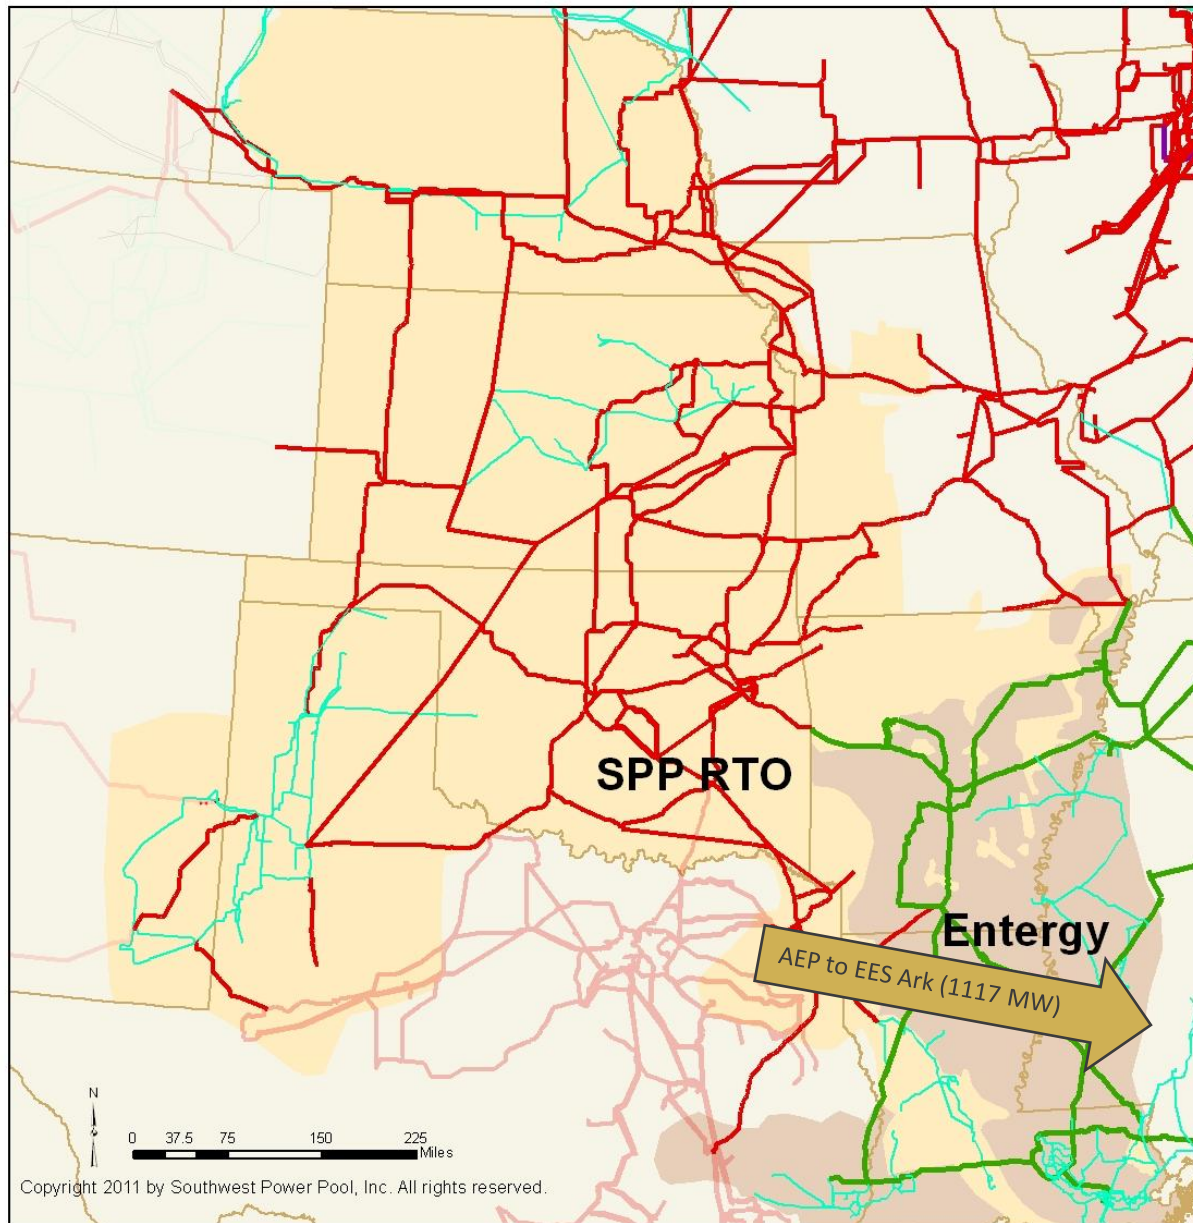 SPP RTO
Entergy
AEP to EES Ark (1117 MW)
N
0 37.5 75 150 225
Miles
Copyright 2011 by Southwest Power Pool, Inc. All rights reserved.